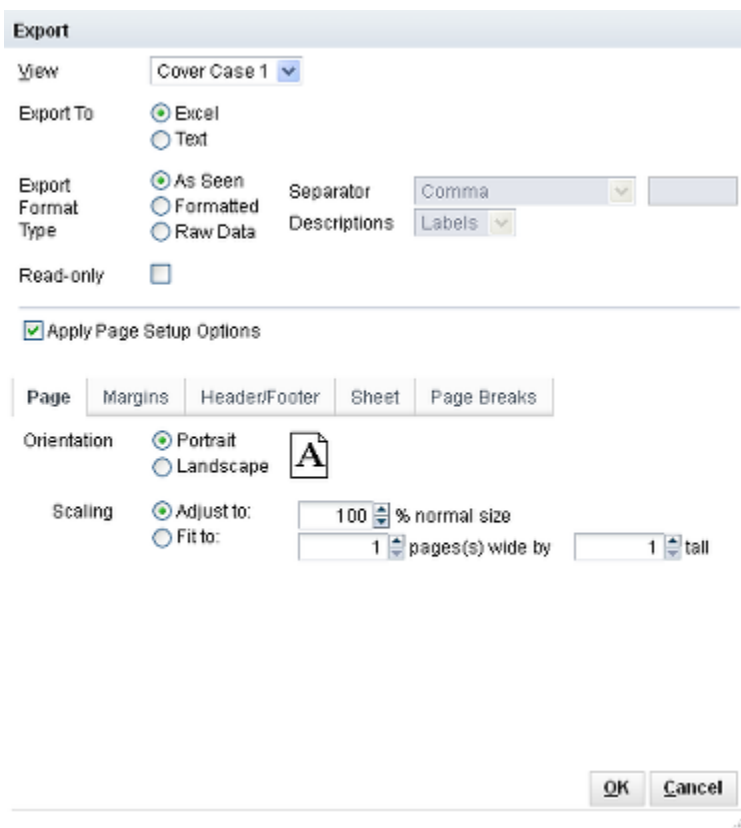 Export
View Cover Case 1
Export To Excel
Text
Export Format Type As Seen
Formatted
Raw Data
Separator Comma
Descriptions Labels
Read-only
Apply Page Setup Options
Page Margins Header/Footer Sheet Page Breaks
Orientation Portrait
Landscape
A
Scaling Adjust to: 100 % normal size
Fit to: 1 pages(s) wide by 1 tall
OK Cancel